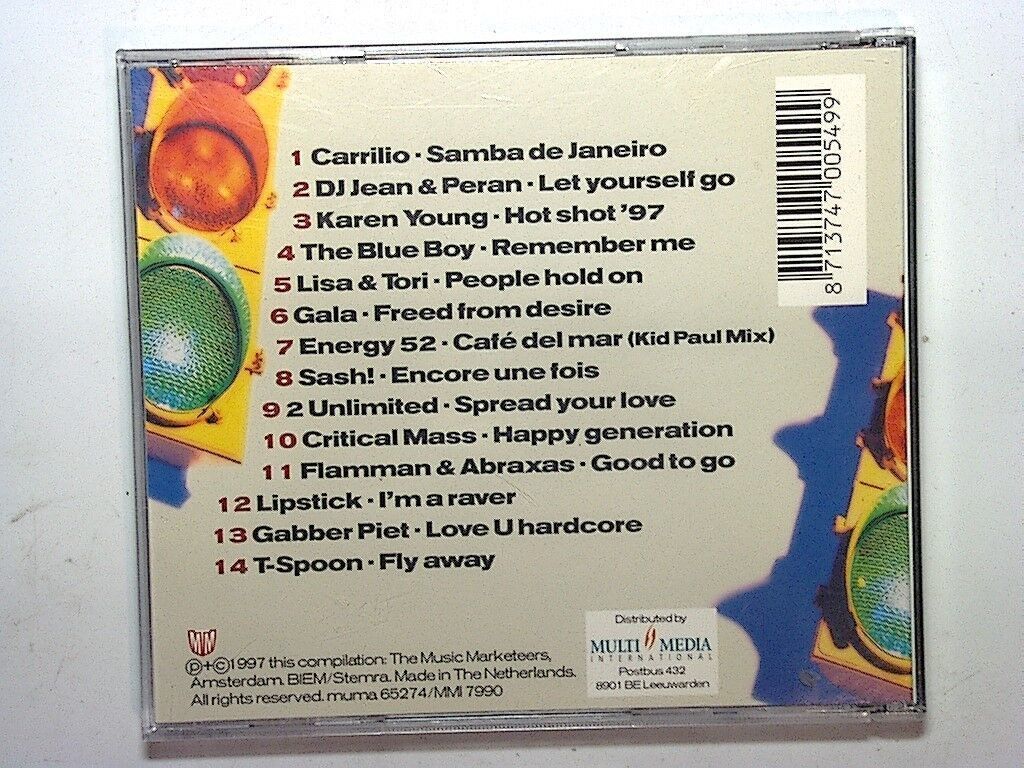 1 Carrilio · Samba de Janeiro
2 DJ Jean & Peran · Let yourself go
3 Karen Young · Hot shot '97
4 The Blue Boy · Remember me
5 Lisa & Tori · People hold on
6 Gala · Freed from desire
7 Energy 52 · Café del mar (Kid Paul Mix)
8 Sash! · Encore une fois
9 2 Unlimited · Spread your love
10 Critical Mass · Happy generation
11 Flamman & Abraxas · Good to go
12 Lipstick · I'm a raver
13 Gabber Piet · Love U hardcore
14 T-Spoon · Fly away
8 713747 005499
MM
℗+©1997 this compilation: The Music Marketeers,
Amsterdam. BIEM/Stemra. Made in The Netherlands.
All rights reserved. muma 65274/MMI 7990
Distributed by
MULTI MEDIA
INTERNATIONAL
Postbus 432
8901 BE Leeuwarden